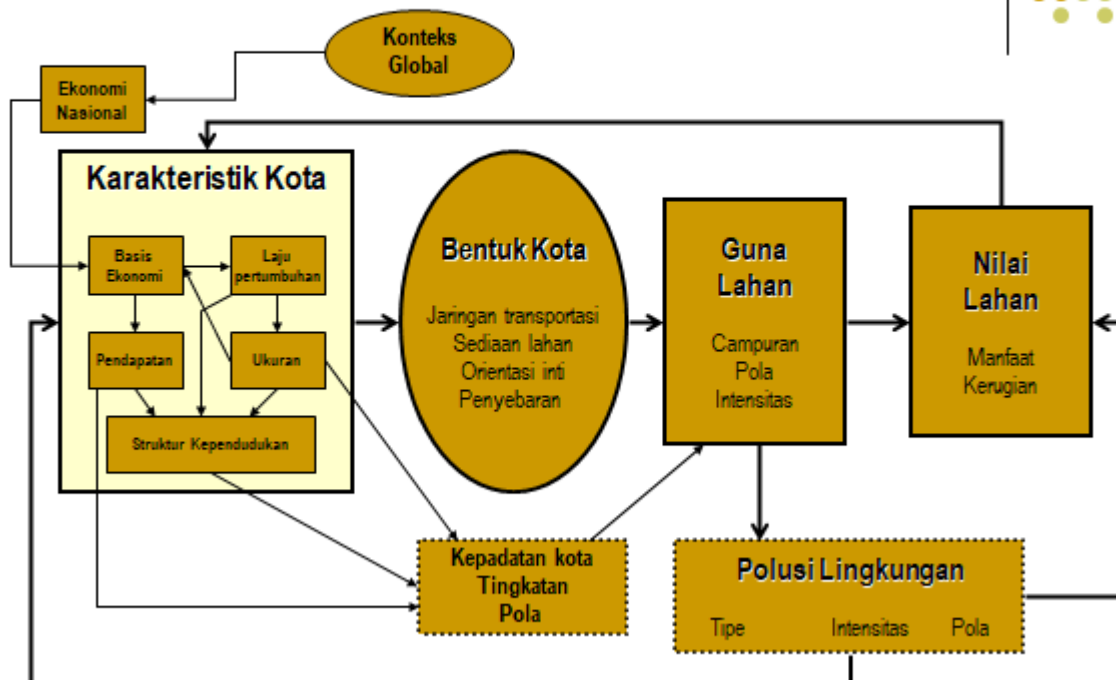 Konteks
Global
Ekonomi
Nasional
Karakteristik Kota
Basis
Ekonomi
Laju
pertumbuhan
Pendapatan
Ukuran
Struktur Kependudukan
Bentuk Kota
Jaringan transportasi
Sediaan lahan
Orientasi inti
Penyebaran
Guna
Lahan
Campuran
Pola
Intensitas
Nilai
Lahan
Manfaat
Kerugian
Kepadatan kota
Tingkatan
Pola
Polusi Lingkungan
Tipe Intensitas Pola